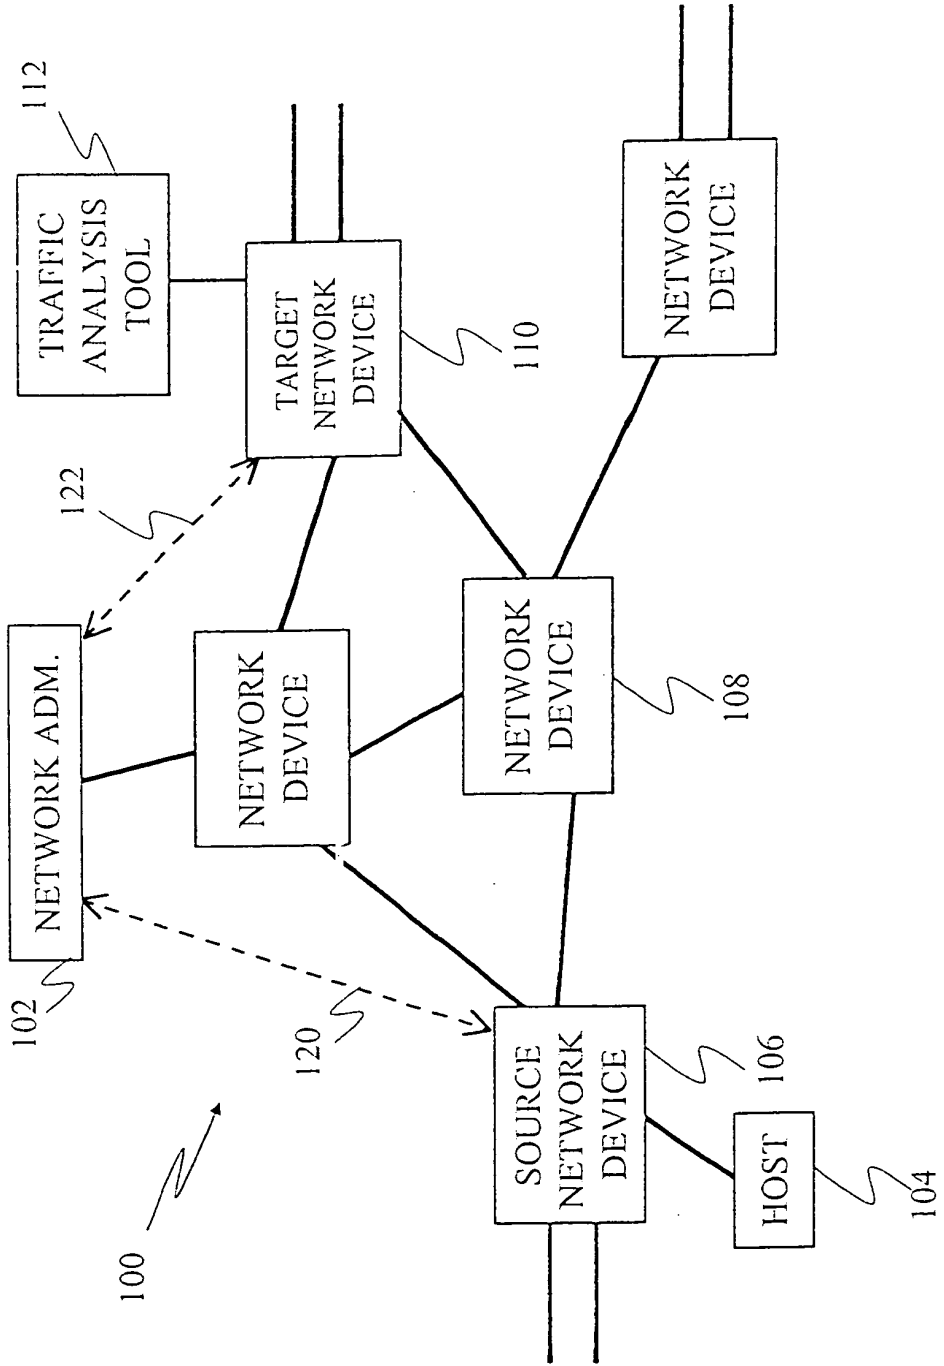 100
102
NETWORK ADM.
122
112
TRAFFIC
ANALYSIS
TOOL
120
NETWORK
DEVICE
TARGET
NETWORK
DEVICE
110
SOURCE
NETWORK
DEVICE
106
NETWORK
DEVICE
108
NETWORK
DEVICE
HOST
104